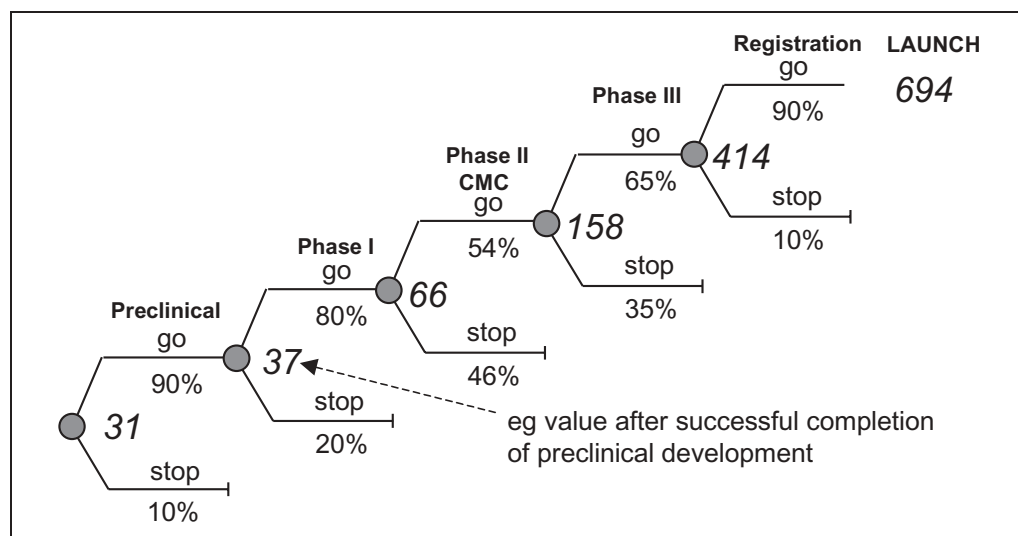 Registration LAUNCH
go
694
90%
Phase III
go
414
65%
stop
10%
Phase II
CMC
go
158
54%
stop
35%
Phase I
go
66
80%
stop
46%
Preclinical
go
37
90%
stop
20%
eg value after successful completion
of preclinical development
31
stop
10%